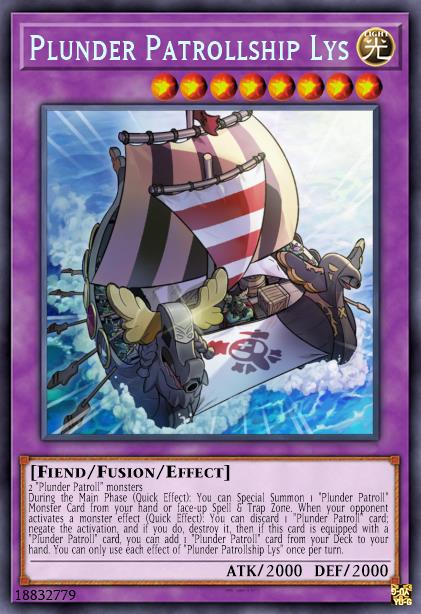 PLUNDER PATROLLSHIP LYS
LIGHT
光
[FIEND/FUSION/EFFECT]
2 "Plunder Patroll" monsters
During the Main Phase (Quick Effect): You can Special Summon 1 "Plunder Patroll"
Monster Card from your hand or face-up Spell & Trap Zone. When your opponent
activates a monster effect (Quick Effect): You can discard 1 "Plunder Patroll" card;
negate the activation, and if you do, destroy it, then if this card is equipped with a
"Plunder Patroll" card, you can add 1 "Plunder Patroll" card from your Deck to your
hand. You can only use each effect of "Plunder Patrollship Lys" once per turn.
ATK/2000 DEF/2000
18832779